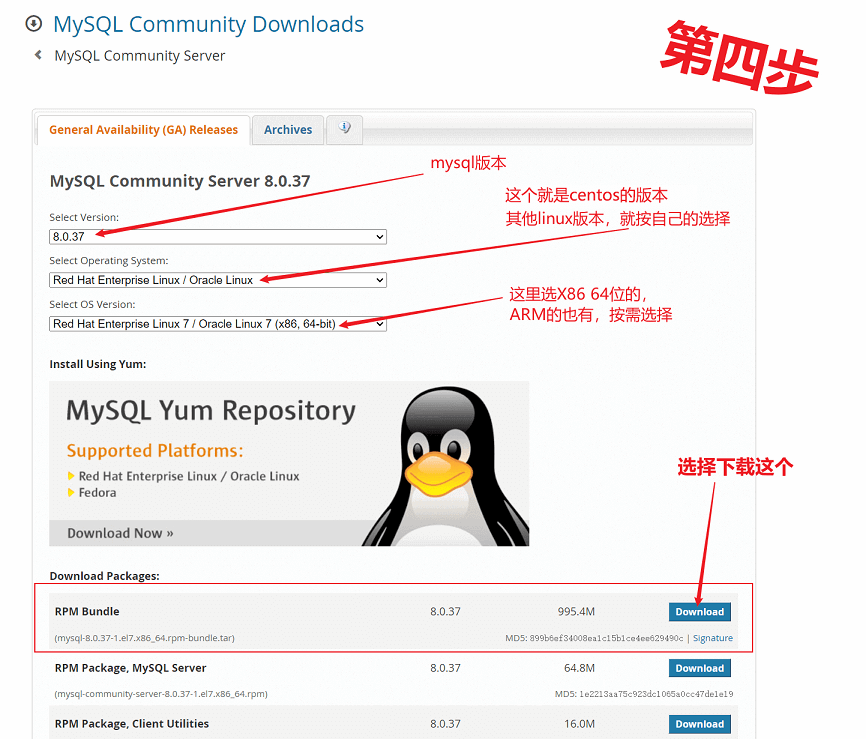 MySQL Community Downloads
MySQL Community Server
第四步
General Availability (GA) Releases
Archives
mysql版本
MySQL Community Server 8.0.37
这个就是centos的版本
其他linux版本，就按自己的选择
Select Version:
8.0.37
Select Operating System:
Red Hat Enterprise Linux / Oracle Linux
这里选X86 64位的，
ARM的也有，按需选择
Select OS Version:
Red Hat Enterprise Linux 7 / Oracle Linux 7 (x86, 64-bit)
Install Using Yum:
MySQL Yum Repository
Supported Platforms:
Red Hat Enterprise Linux / Oracle Linux
Fedora
Download Now »
选择下载这个
Download Packages:
RPM Bundle 8.0.37 995.4M Download
(mysql-8.0.37-1.el7.x86_64.rpm-bundle.tar) MD5: 899b6ef34008ea1c15b1ce4ee629490c | Signature
RPM Package, MySQL Server 8.0.37 64.8M Download
(mysql-community-server-8.0.37-1.el7.x86_64.rpm) MD5: 1e2213aa75c923dc1065a0cc47de1e19
RPM Package, Client Utilities 8.0.37 16.0M Download